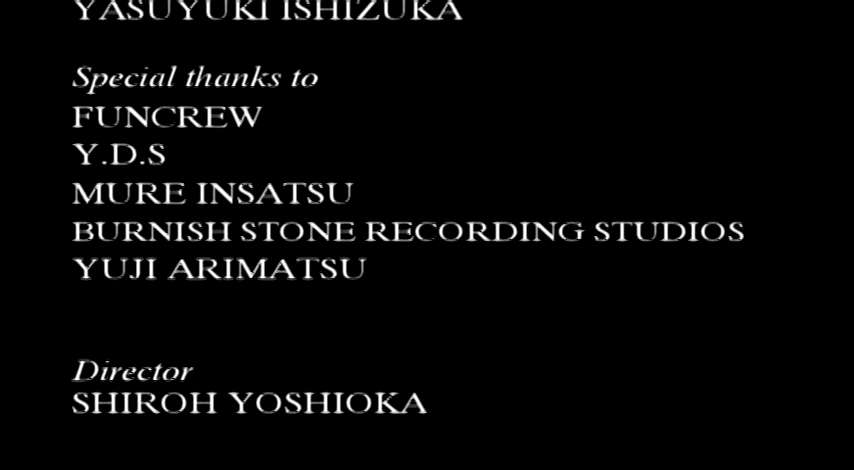 YASUYUKI ISHIZUKA
Special thanks to
FUNCREW
Y.D.S
MURE INSATSU
BURNISH STONE RECORDING STUDIOS
YUJI ARIMATSU
Director
SHIROH YOSHIOKA